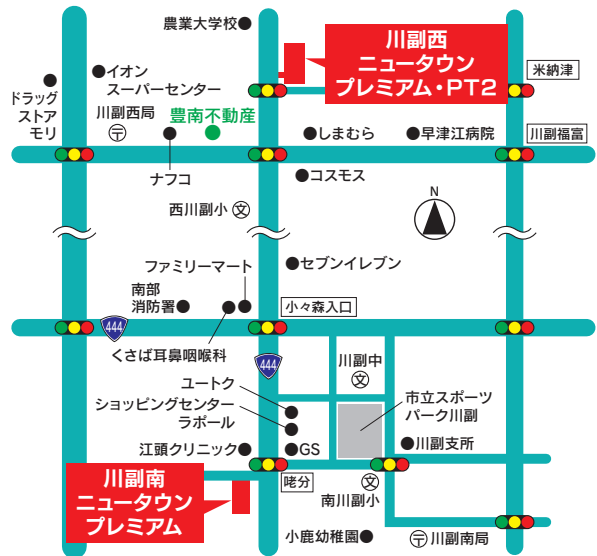 農業大学校
川副西
ニュータウン
プレミアム・PT2
イオン
スーパーセンター
米納津
ドラッグ
ストア
モリ
川副西局
〒
豊南不動産
しまむら
早津江病院
川副福富
ナフコ
コスモス
西川副小
文
N
ファミリーマート
セブンイレブン
南部
消防署
小々森入口
444
くさば耳鼻咽喉科
444
川副中
文
ユートク
ショッピングセンター
ラポール
市立スポーツ
パーク川副
江頭クリニック
GS
川副支所
川副南
ニュータウン
プレミアム
咾分
文
南川副小
小鹿幼稚園
〒
川副南局